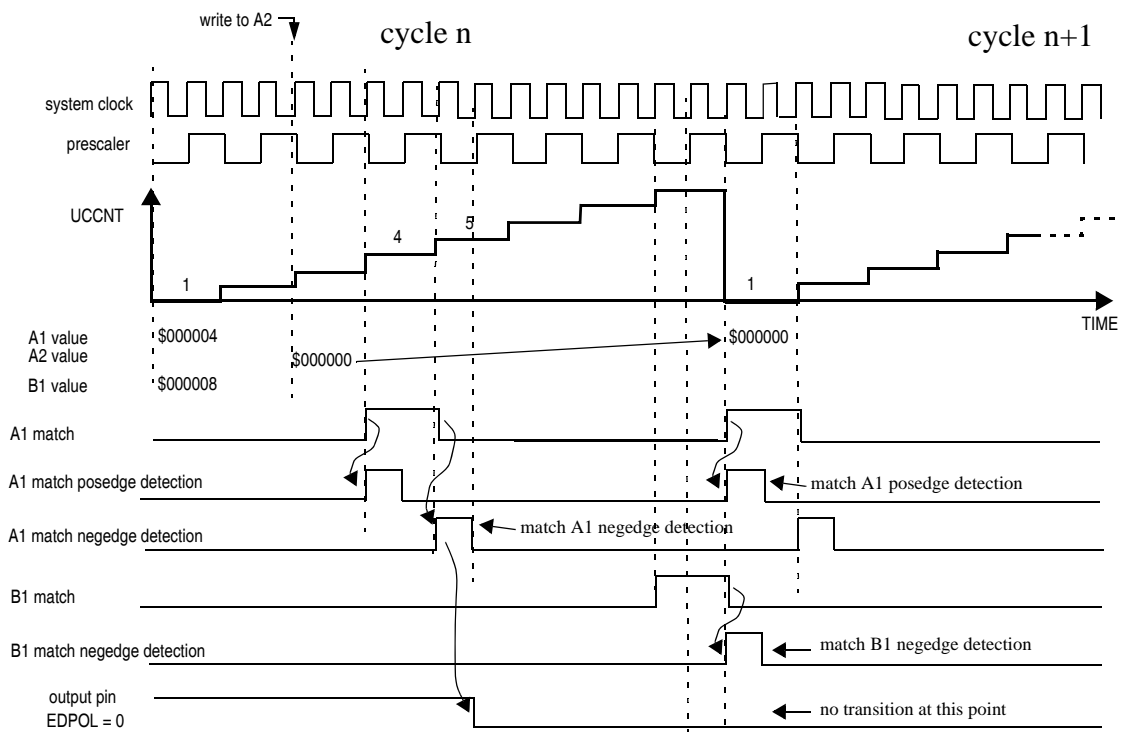 write to A2
cycle n
cycle n+1
system clock
prescaler
UCCNT
1
4
5
1
TIME
A1 value
$000004
$000000
A2 value
$000000
B1 value
$000008
A1 match
A1 match posedge detection
match A1 posedge detection
A1 match negedge detection
match A1 negedge detection
B1 match
B1 match negedge detection
match B1 negedge detection
output pin
EDPOL = 0
no transition at this point